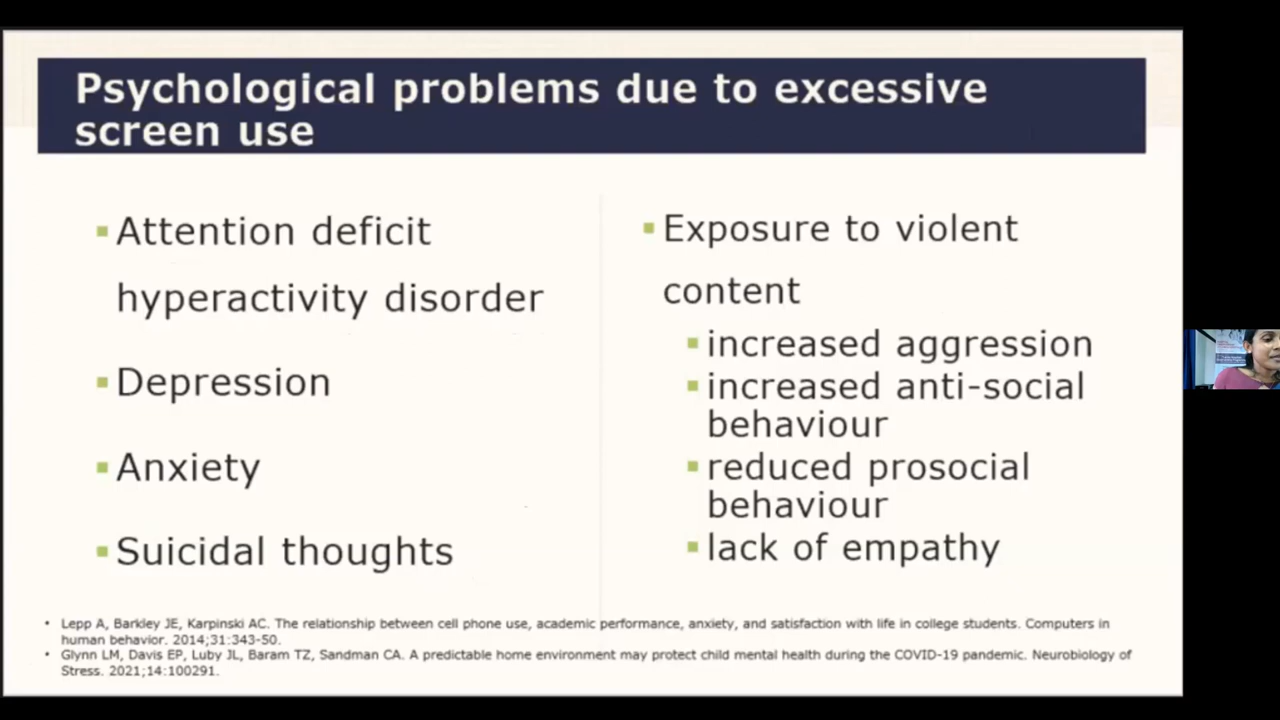 Psychological problems due to excessive
screen use
▪ Attention deficit
hyperactivity disorder
▪ Depression
▪ Anxiety
▪ Suicidal thoughts
▪ Exposure to violent
content
▪ increased aggression
▪ increased anti-social
behaviour
▪ reduced prosocial
behaviour
▪ lack of empathy
• Lepp A, Barkley JE, Karpinski AC. The relationship between cell phone use, academic performance, anxiety, and satisfaction with life in college students. Computers in
human behavior. 2014;31:343-50.
• Glynn LM, Davis EP, Luby JL, Baram TZ, Sandman CA. A predictable home environment may protect child mental health during the COVID-19 pandemic. Neurobiology of
Stress. 2021;14:100291.